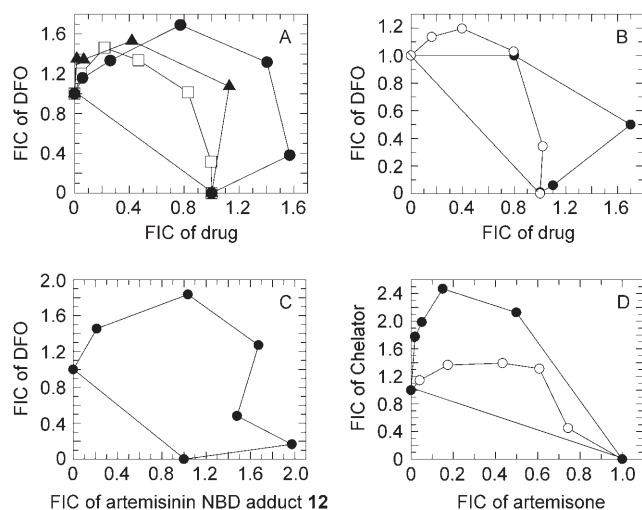 A
FIC of DFO
1.6
1.2
0.8
0.4
0
0 0.4 0.8 1.2 1.6
FIC of drug
B
FIC of DFO
1.2
1.0
0.8
0.6
0.4
0.2
0
0 0.4 0.8 1.2 1.6
FIC of drug
C
FIC of DFO
2.0
1.6
1.2
0.8
0.4
0
0 0.4 0.8 1.2 1.6 2.0
FIC of artemisinin NBD adduct 12
D
FIC of Chelator
2.4
2.0
1.6
1.2
0.8
0.4
0
0 0.2 0.4 0.6 0.8 1.0
FIC of artemisone